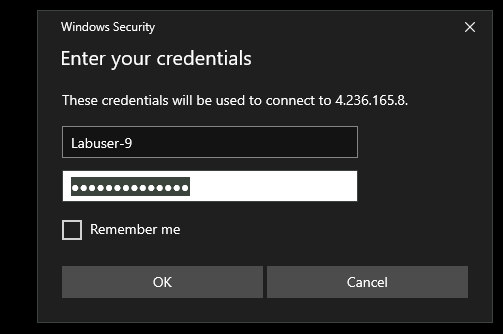 Windows Security
Enter your credentials
These credentials will be used to connect to 4.236.165.8.
Labuser-9
●●●●●●●●●●●●●●
Remember me
OK Cancel